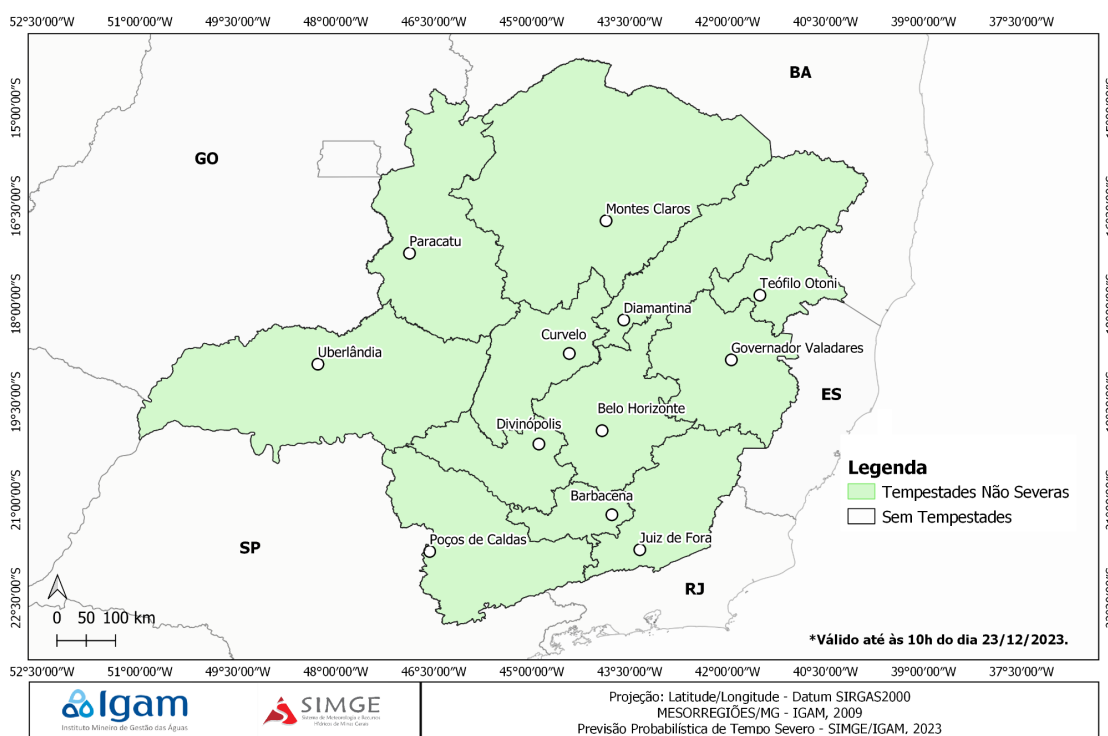 52°30'00"W 51°00'00"W 49°30'00"W 48°00'00"W 46°30'00"W 45°00'00"W 43°30'00"W 42°00'00"W 40°30'00"W 39°00'00"W 37°30'00"W
15°00'00"S
16°30'00"S
18°00'00"S
19°30'00"S
21°00'00"S
22°30'00"S
BA
GO
Montes Claros
Paracatu
Teófilo Otoni
Diamantina
Curvelo
Uberlândia
Governador Valadares
ES
Belo Horizonte
Divinópolis
Legenda
Tempestades Não Severas
Sem Tempestades
Barbacena
Poços de Caldas
Juiz de Fora
SP
RJ
0 50 100 km
*Válido até às 10h do dia 23/12/2023.
52°30'00"W 51°00'00"W 49°30'00"W 48°00'00"W 46°30'00"W 45°00'00"W 43°30'00"W 42°00'00"W 40°30'00"W 39°00'00"W 37°30'00"W
Igam
Instituto Mineiro de Gestão das Águas
SIMGE
Sistema de Meteorologia e Recursos
Hídricos de Minas Gerais
Projeção: Latitude/Longitude - Datum SIRGAS2000
MESORREGIÕES/MG - IGAM, 2009
Previsão Probabilística de Tempo Severo - SIMGE/IGAM, 2023